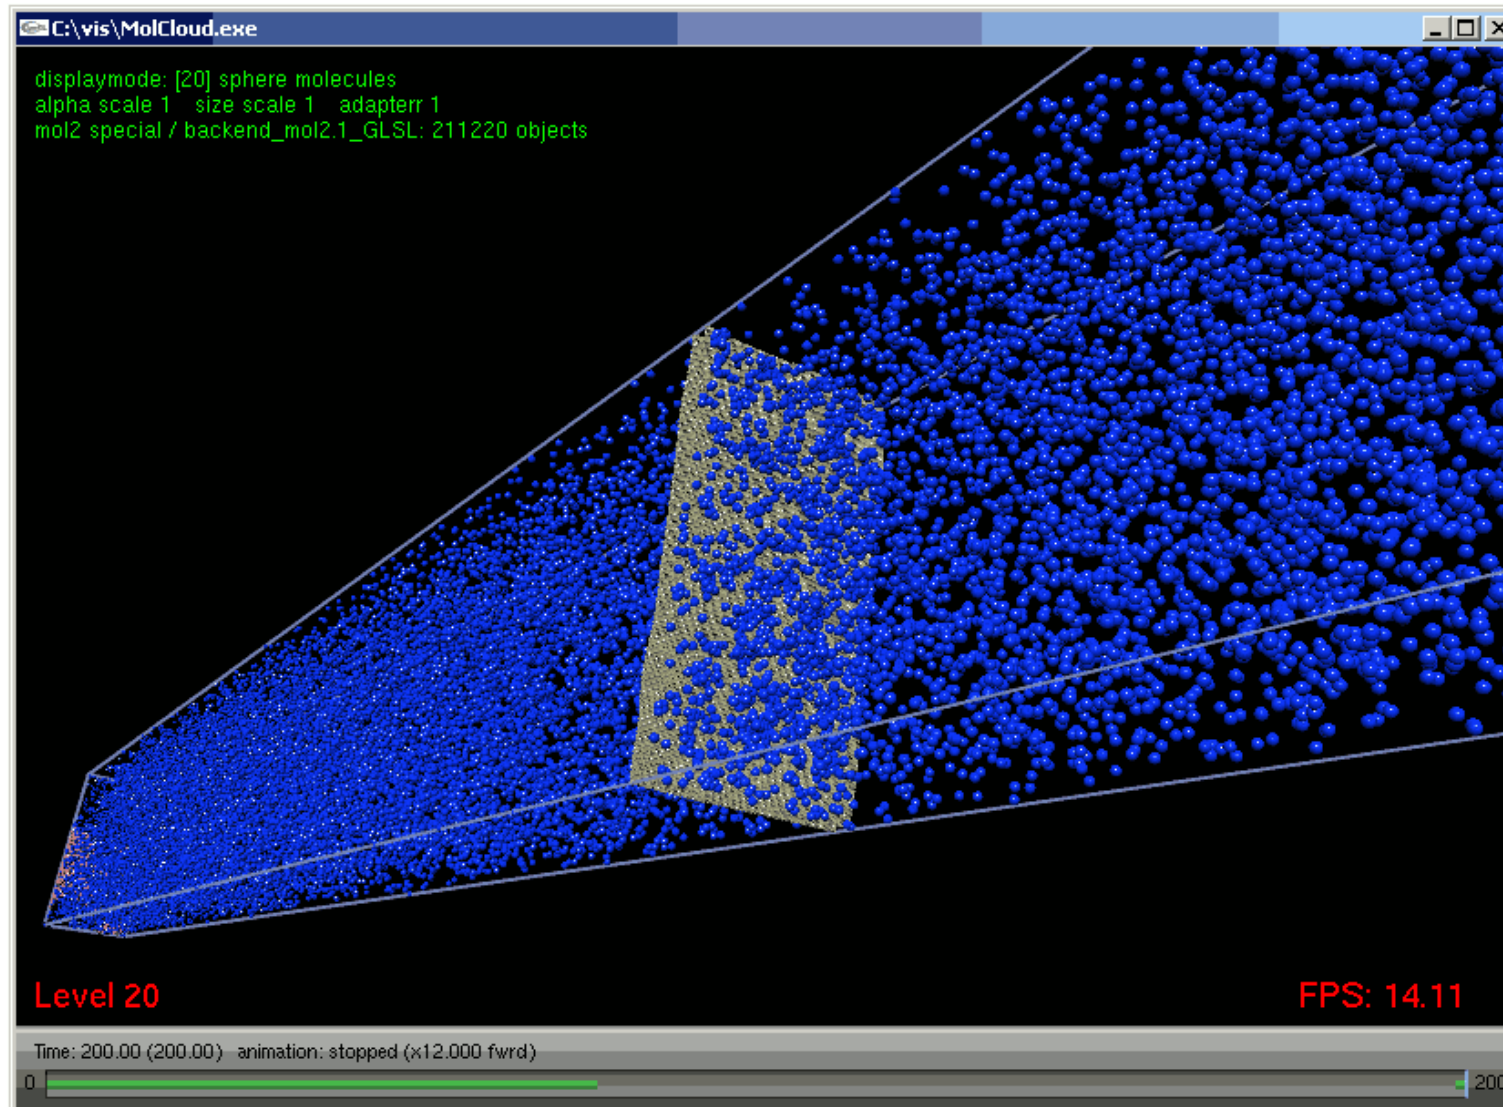 C:\vis\MolCloud.exe
displaymode: [20] sphere molecules
alpha scale 1 size scale 1 adapterr 1
mol2 special / backend_mol2.1_GLSL: 211220 objects
Level 20
FPS: 14.11
Time: 200.00 (200.00) animation: stopped (x12.000 fwrd)
0
200